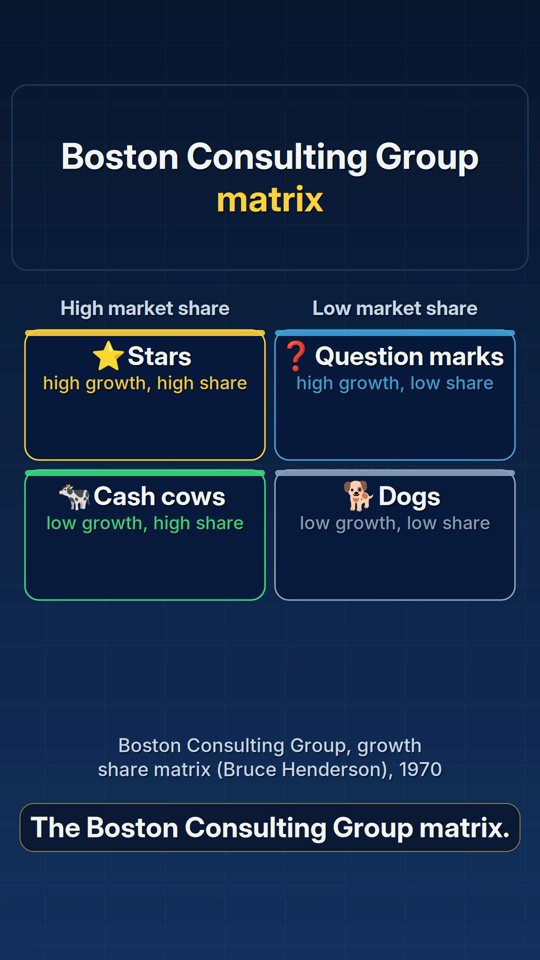 Boston Consulting Group
matrix
High market share
Low market share
Stars
high growth, high share
Question marks
high growth, low share
Cash cows
low growth, high share
Dogs
low growth, low share
Boston Consulting Group, growth
share matrix (Bruce Henderson), 1970
The Boston Consulting Group matrix.